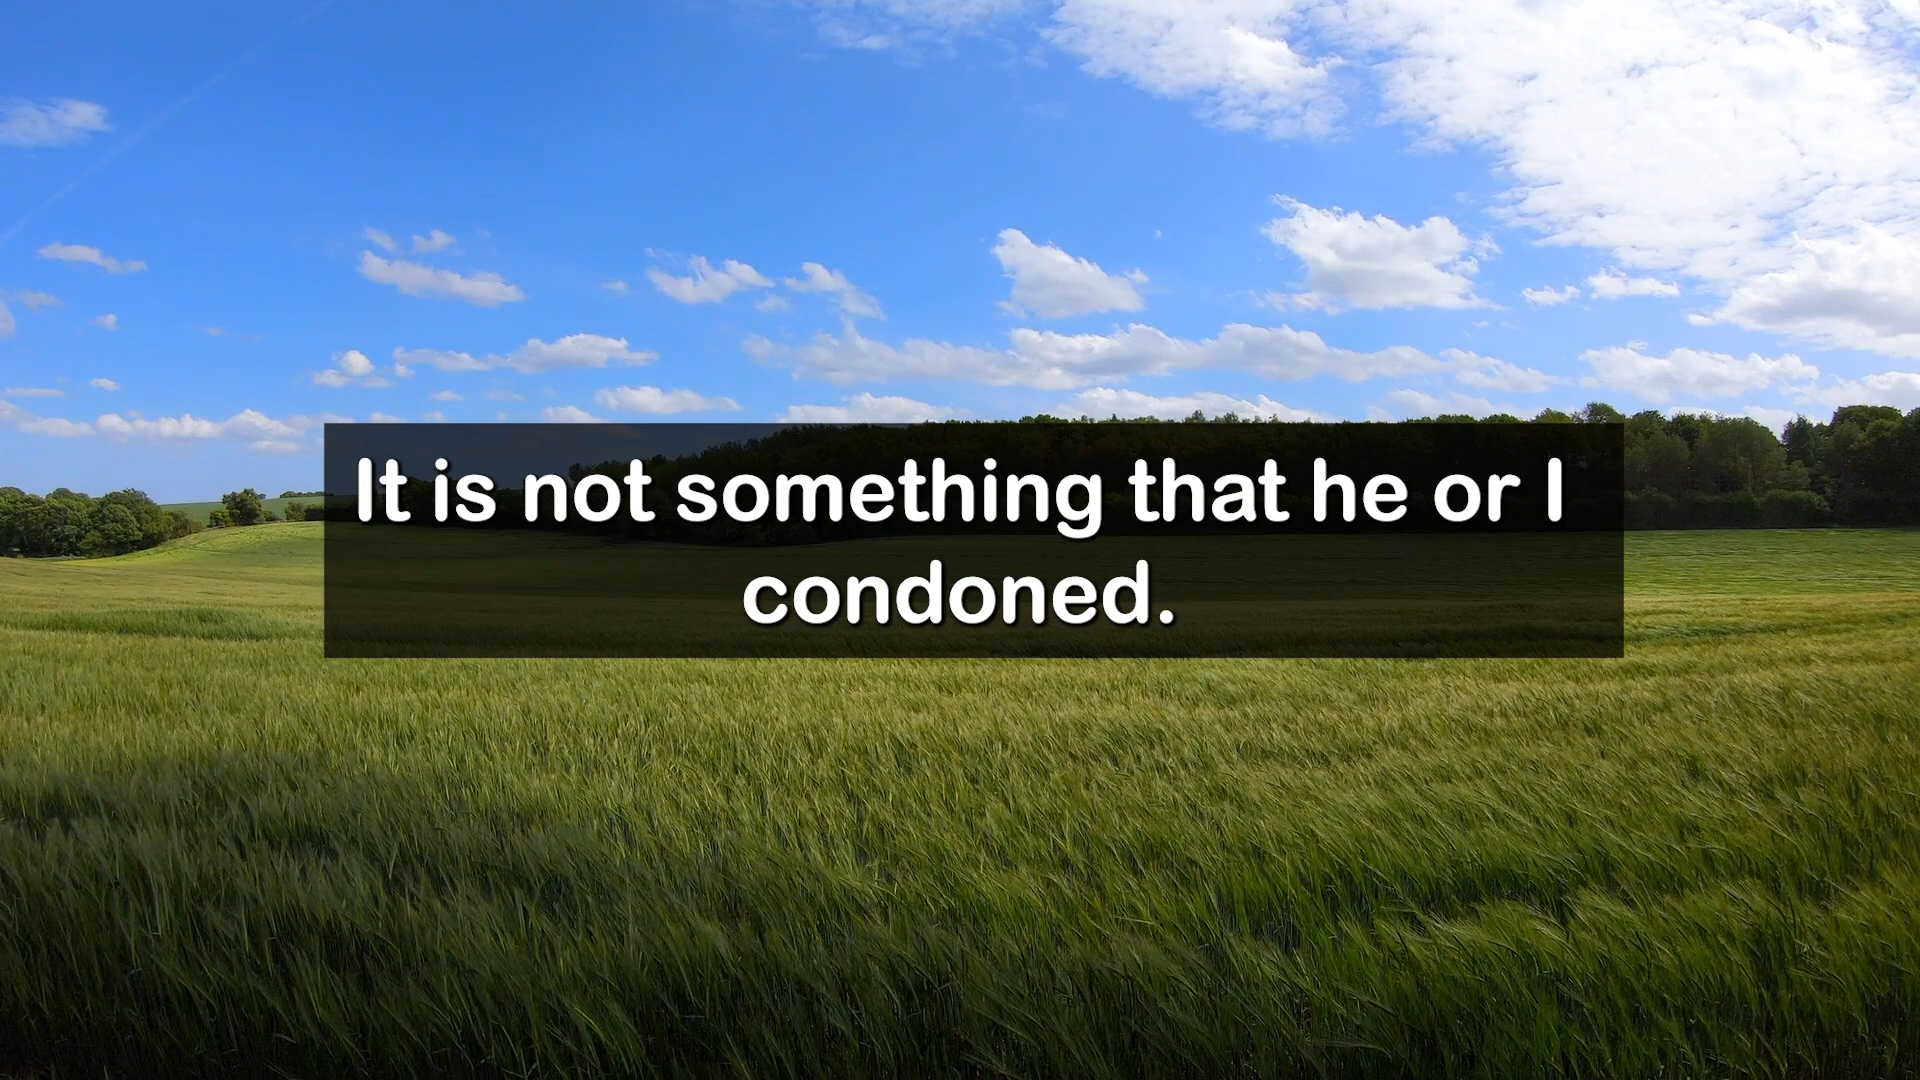 It is not something that he or I
condoned.